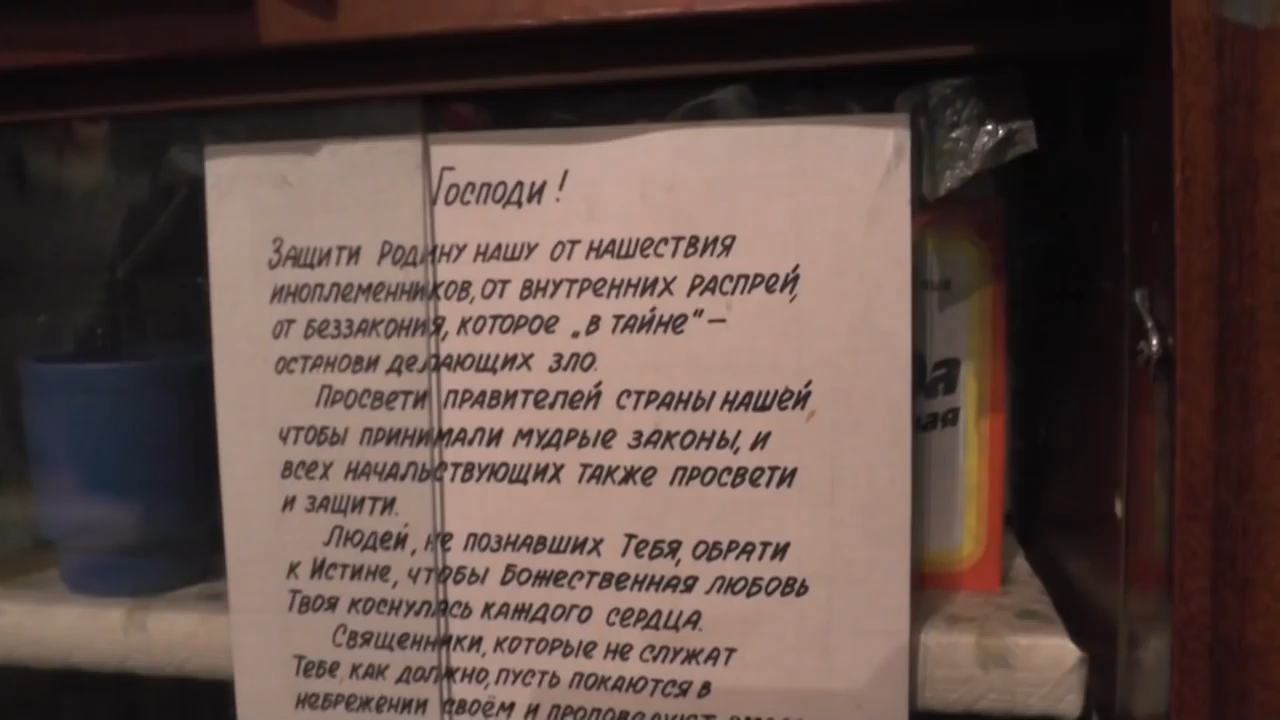 Господи!
Защити Родину нашу от нашествия
иноплеменников, от внутренних распрей,
от беззакония, которое „в тайне" –
останови делающих зло.
Просвети правителей страны нашей
чтобы принимали мудрые законы, и
всех начальствующих также просвети
и защити.
Людей, не познавших Тебя, обрати
к Истине, чтобы Божественная любовь
Твоя коснулась каждого сердца.
Священники, которые не служат
Тебе, как должно, пусть покаются в
небрежении своём и проповедуют